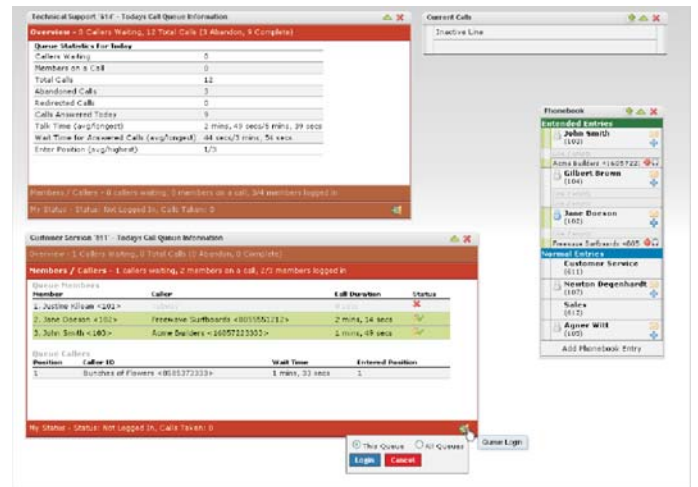 Technical Support '614' - Todays Call Queue Information
Overview - 0 Callers Waiting, 12 Total Calls (3 Abandon, 9 Complete)
Queue Statistics For Today
Callers Waiting 0
Members on a Call 0
Total Calls 12
Abandoned Calls 3
Redirected Calls 0
Calls Answered Today 9
Talk Time (avg/longest) 2 mins, 49 secs/5 mins, 39 secs
Wait Time for Answered Calls (avg/longest) 44 secs/3 mins, 56 secs
Enter Position (avg/highest) 1/3
Members / Callers - 0 callers waiting, 0 members on a call, 3/4 members logged in
My Status - Status: Not Logged In, Calls Taken: 0
Current Calls
Inactive Line
Phonebook
Extended Entries
John Smith
(103)
Acme Builders <1605722
Gilbert Brown
(104)
Jane Doeson
(102)
Freewave Surfboards <805
Normal Entries
Customer Service
(611)
Newton Degenhardt
(107)
Sales
(612)
Agner Witt
(105)
Add Phonebook Entry
Customer Service '611' - Todays Call Queue Information
Overview - 1 Callers Waiting, 0 Total Calls (0 Abandon, 0 Complete)
Members / Callers - 1 callers waiting, 2 members on a call, 2/3 members logged in
Queue Members
Member Caller Call Duration Status
1. Justine Kilean <101>
2. Jane Doeson <102> Freewave Surfboards <8055551212> 2 mins, 14 secs
3. John Smith <103> Acme Builders <16057223333> 1 mins, 49 secs
Queue Callers
Position Caller ID Wait Time Entered Position
1 Bunches of Flowers <8585373333> 1 mins, 33 secs 1
My Status - Status: Not Logged In, Calls Taken: 0
This Queue All Queues
Login Cancel
Queue Login